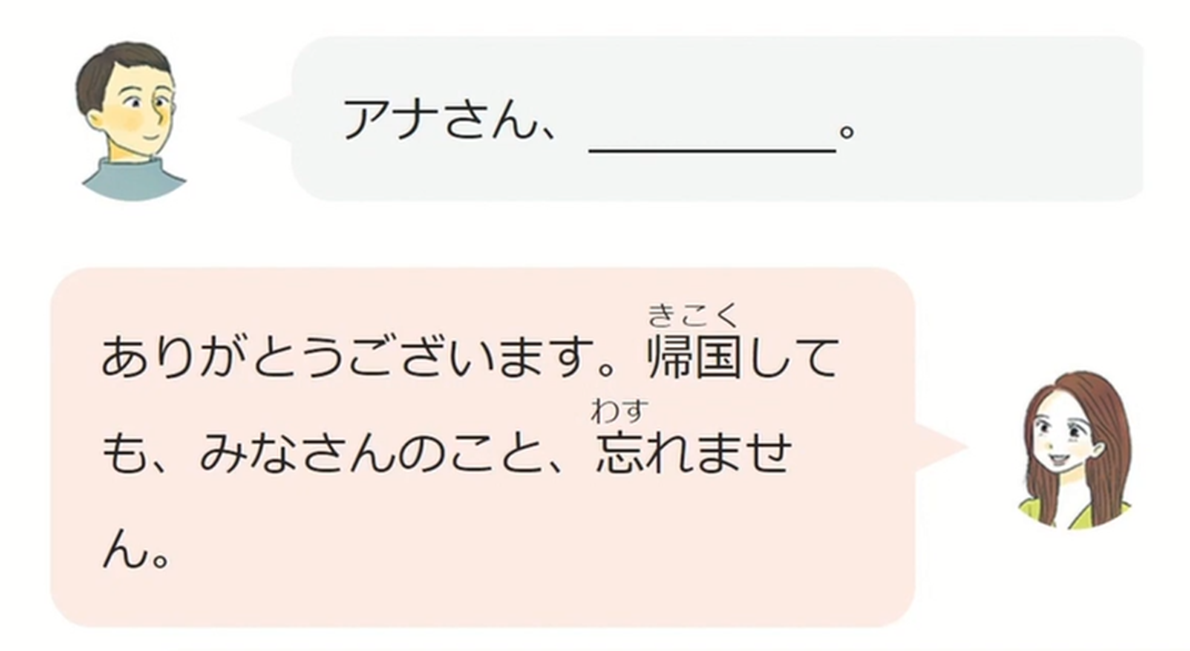 アナさん、＿＿＿＿＿。
きこく
ありがとうございます。帰国して
わす
も、みなさんのこと、忘れませ
ん。